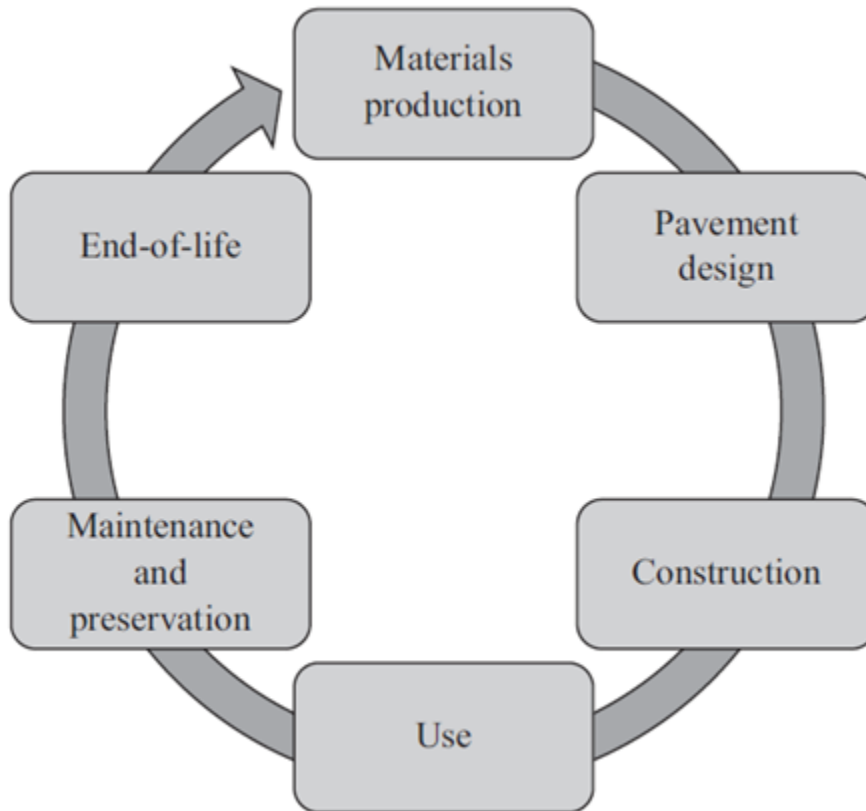 Materials
production
Pavement
design
Construction
Use
Maintenance
and
preservation
End-of-life